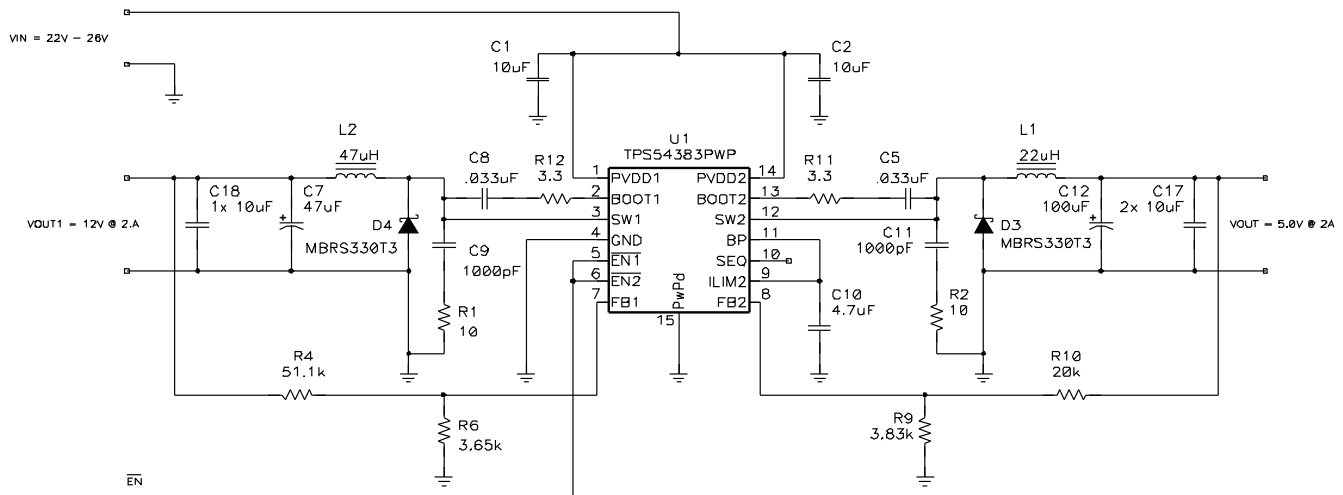 VIN = 22V - 26V
C1
10uF
C2
10uF
L2
47uH
C8
.033uF
R12
3.3
U1
TPS54383PWP
R11
3.3
C5
.033uF
L1
22uH
1
PVDD1
PVDD2
14
2
BOOT1
BOOT2
13
3
SW1
SW2
12
4
GND
BP
11
5
EN1
SEQ
10
6
EN2
ILIM2
9
7
FB1
FB2
8
PwPd
15
C18
1x 10uF
C7
47uF
+
D4
MBRS330T3
C9
1000pF
R1
10
VOUT1 = 12V @ 2.A
C11
1000pF
D3
MBRS330T3
C12
100uF
+
C17
2x 10uF
VOUT = 5.0V @ 2A
R2
10
C10
4.7uF
R4
51.1k
R10
20k
R6
3.65k
R9
3.83k
EN